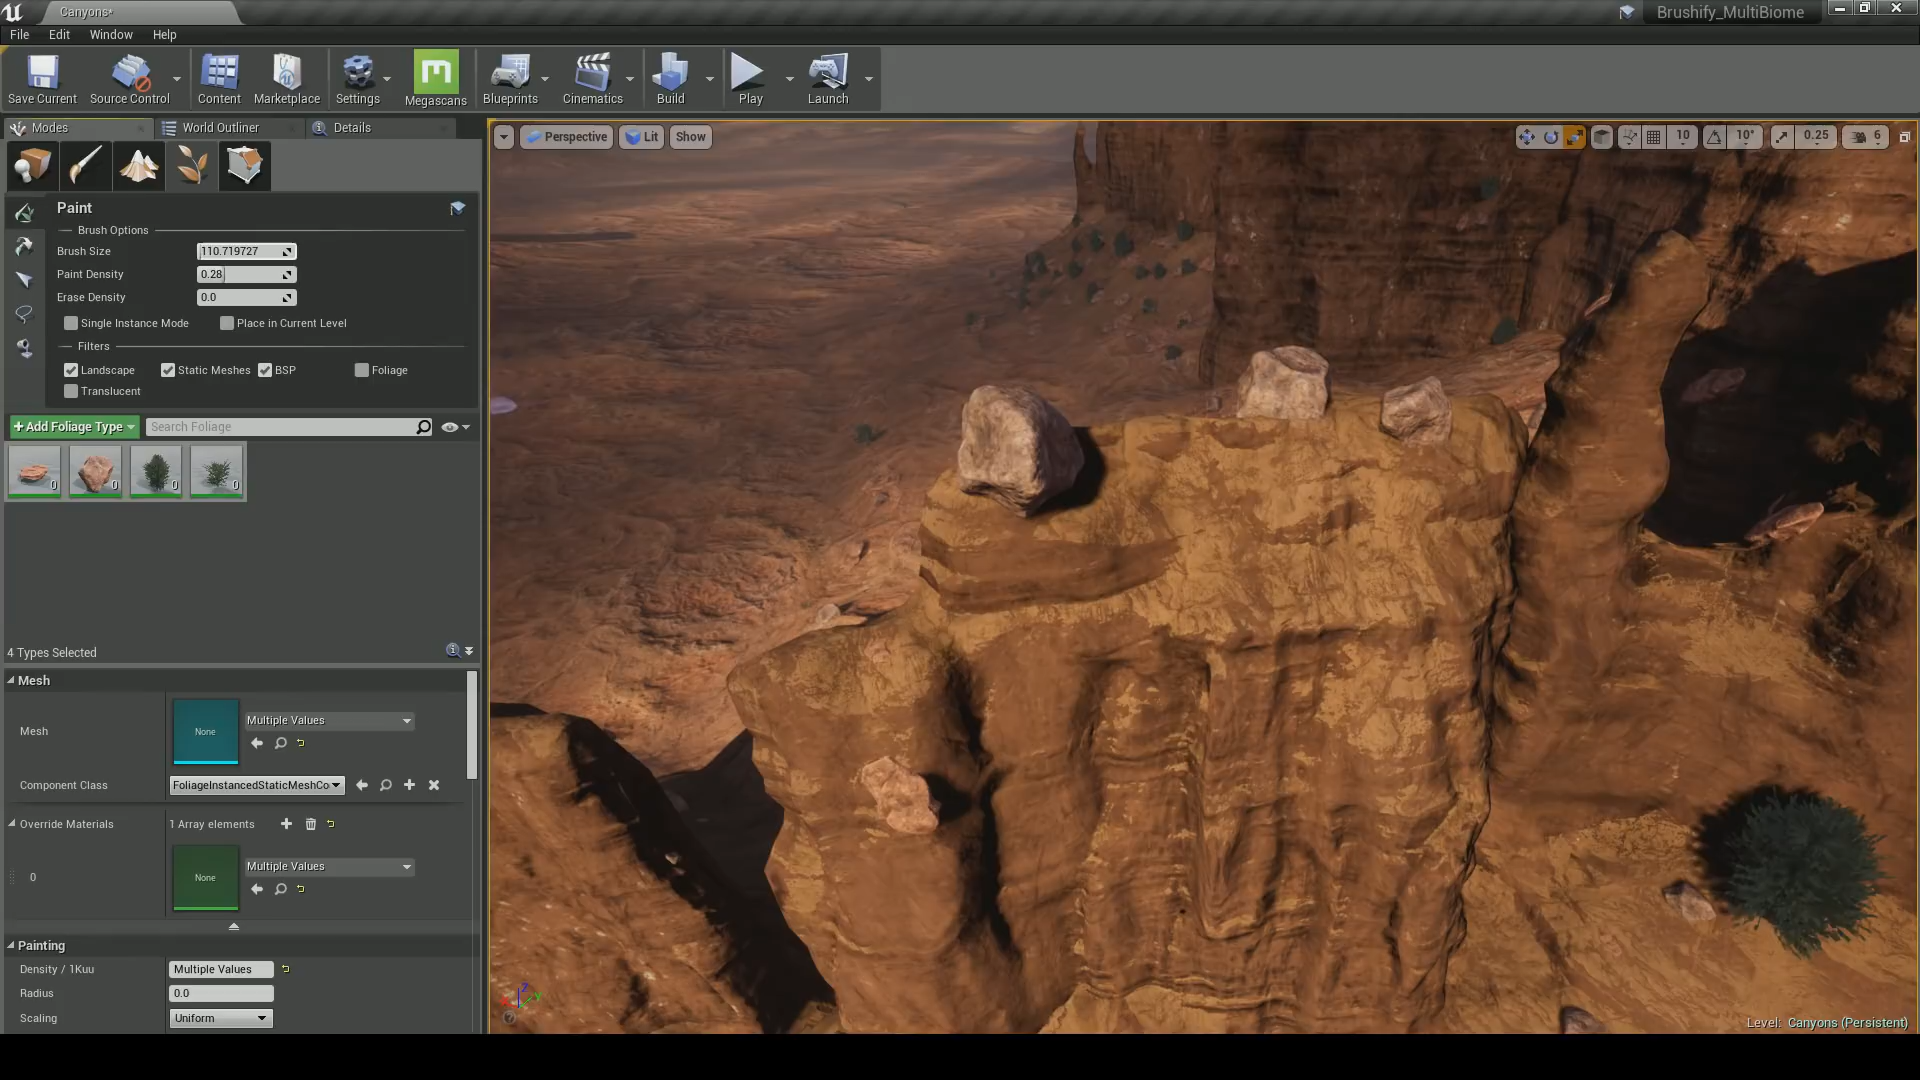 Canyons*
Brushify_MultiBiome
File Edit Window Help
Save Current Source Control Content Marketplace Settings Megascans Blueprints Cinematics Build Play Launch
Modes World Outliner Details
Perspective Lit Show 10 10° 0.25 6
Paint
Brush Options
Brush Size 110.719727
Paint Density 0.28
Erase Density 0.0
Single Instance Mode Place in Current Level
Filters
Landscape Static Meshes BSP Foliage
Translucent
+ Add Foliage Type Search Foliage
0 0 0 0
4 Types Selected
Mesh
Mesh None Multiple Values
Component Class FoliageInstancedStaticMeshCo
Override Materials 1 Array elements
0 None Multiple Values
Painting
Density / 1Kuu Multiple Values
Radius 0.0
Scaling Uniform
Z Y
Level: Canyons (Persistent)